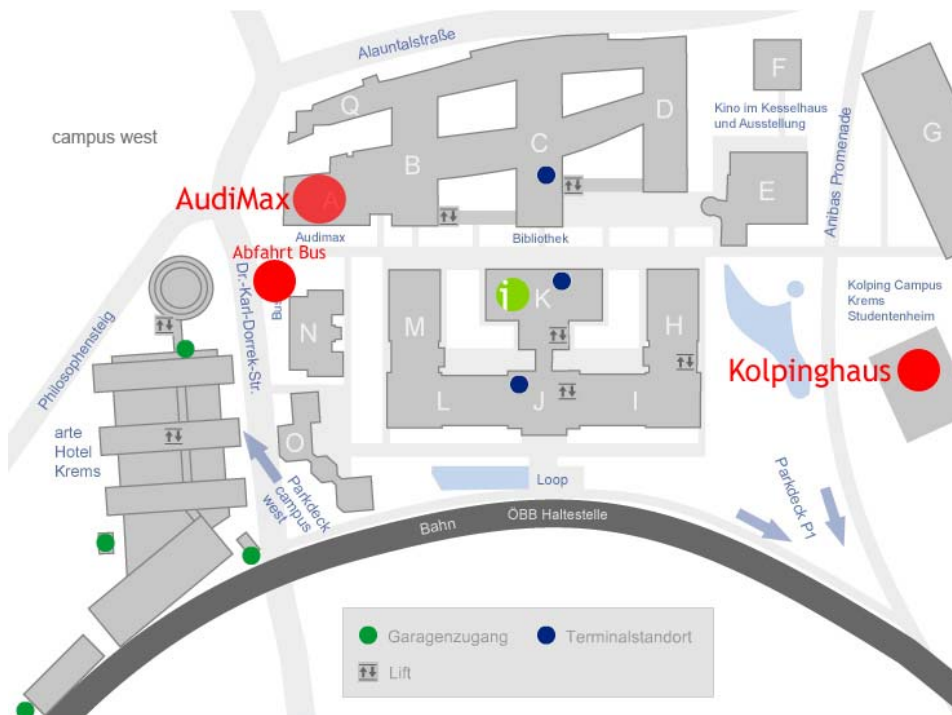 Alauntalstraße
F
Q
D
Kino im Kesselhaus
und Ausstellung
G
campus west
C
B
Anibas Promenade
E
AudiMax
A
Audimax
Bibliothek
Abfahrt Bus
Philosophensteig
Dr.-Karl-Dorrek-Str.
Bus
i
K
Kolping Campus
Krems
Studentenheim
N
M
H
Kolpinghaus
L
J
I
arte
Hotel
Krems
O
Parkdeck
campus
west
Loop
Parkdeck P1
ÖBB Haltestelle
Bahn
Garagenzugang
Terminalstandort
Lift